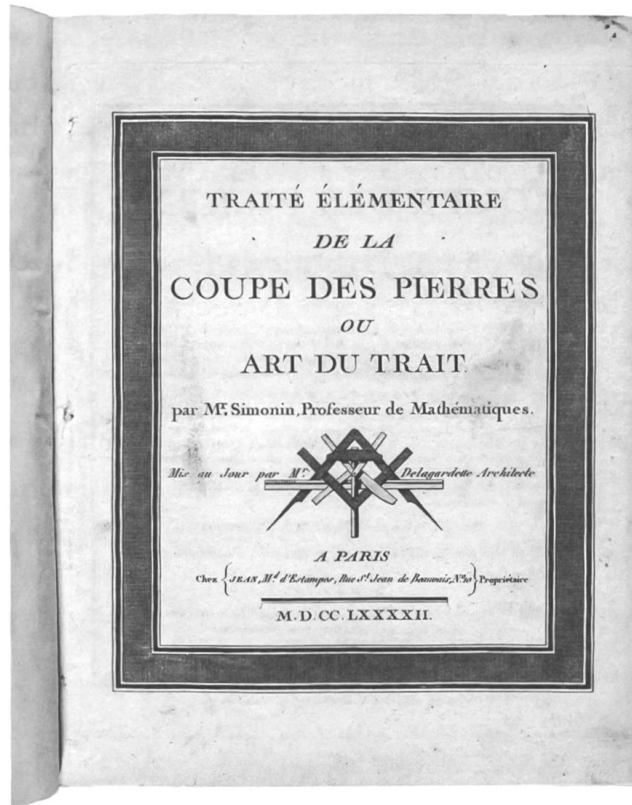 TRAITÉ ÉLÉMENTAIRE
DE LA
COUPE DES PIERRES
OU
ART DU TRAIT.
par Mr. Simonin, Professeur de Mathématiques.
Mis au Jour par Mr. Delagardette Architecte
A PARIS
Chez {JEAN, Md. d'Estampes, Rue St. Jean de Beauvais, No. 10} Propriétaire
M.D.CC.LXXXXII.